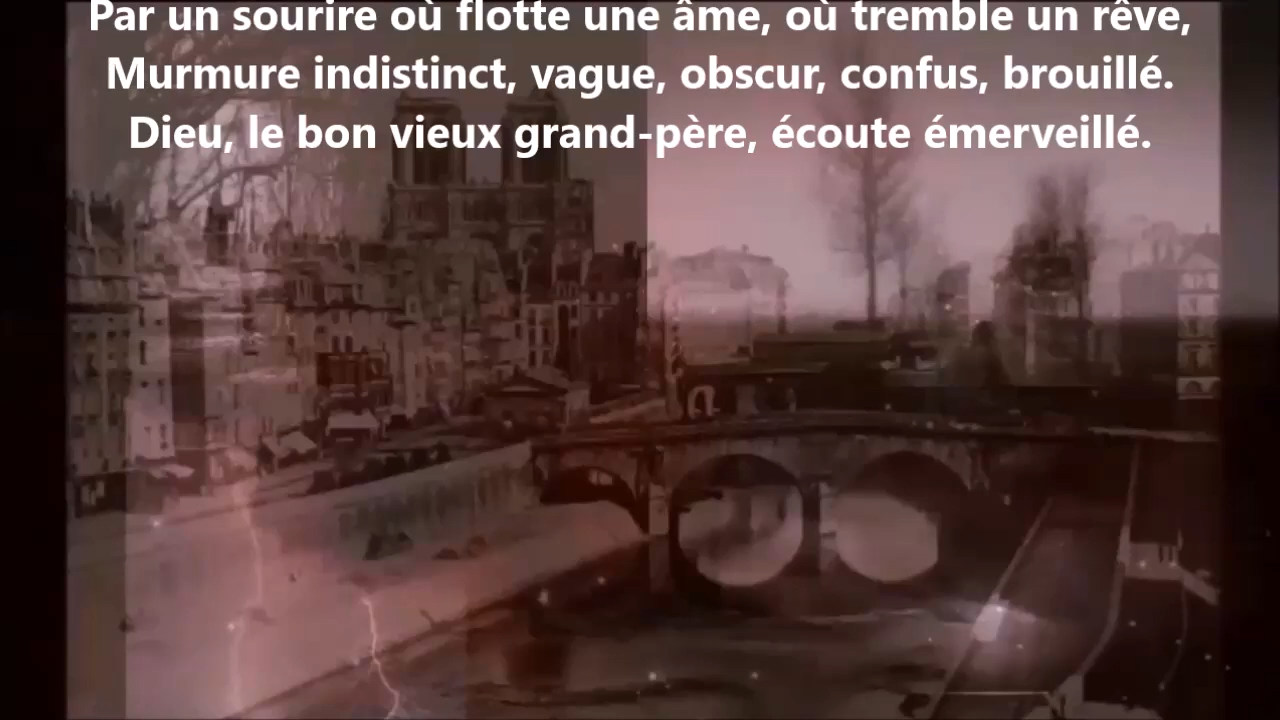 Par un sourire où flotte une âme, où tremble un rêve,
Murmure indistinct, vague, obscur, confus, brouillé.
Dieu, le bon vieux grand-père, écoute émerveillé.